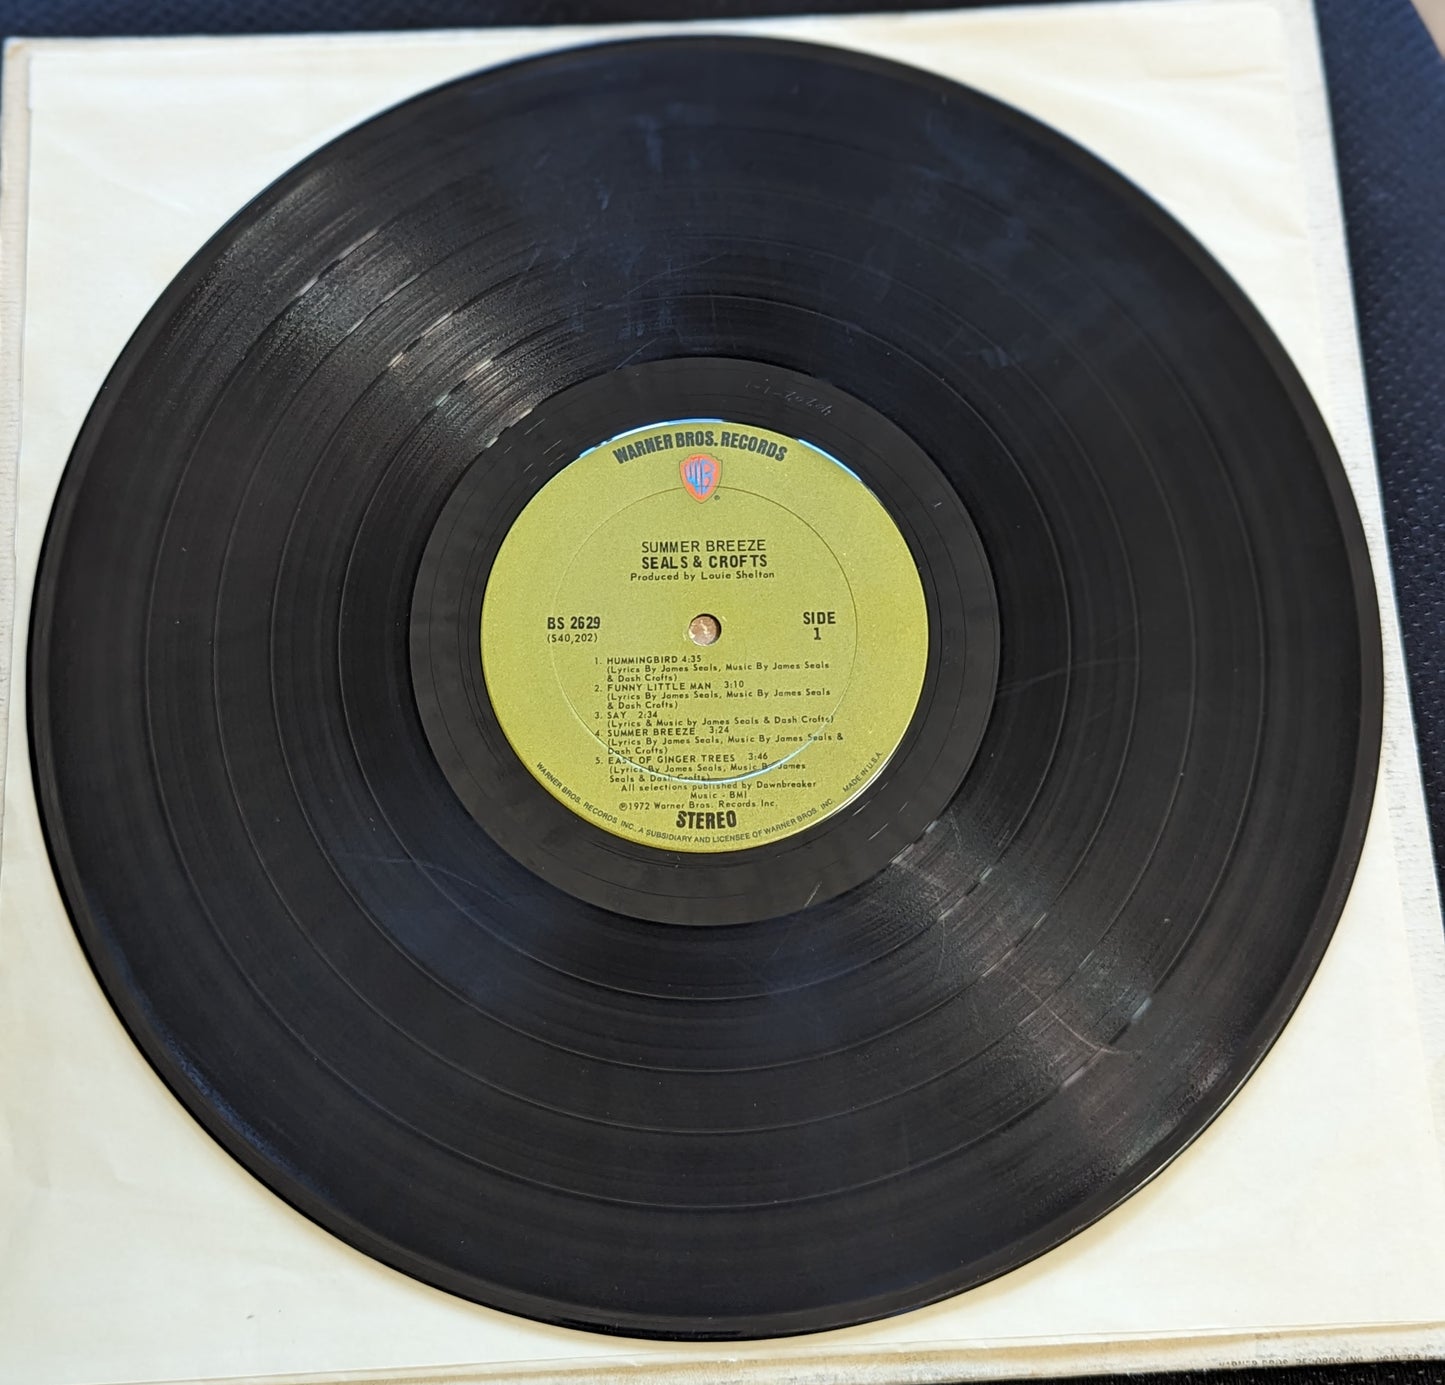 WARNER BROS. RECORDS
WB
®
SUMMER BREEZE
SEALS & CROFTS
Produced by Louie Shelton
BS 2629
(S40,202)
SIDE
1
1. HUMMINGBIRD 4:35
(Lyrics By James Seals, Music By James Seals
& Dash Crofts)
2. FUNNY LITTLE MAN 3:10
(Lyrics By James Seals, Music By James Seals
& Dash Crofts)
3. SAY 2:34
(Lyrics & Music by James Seals & Dash Crofts)
4. SUMMER BREEZE 3:24
(Lyrics By James Seals, Music By James Seals &
Dash Crofts)
5. EAST OF GINGER TREES 3:46
(Lyrics By James Seals, Music By James
Seals & Dash Crofts)
All selections published by Dawnbreaker
Music - BMI
℗1972 Warner Bros. Records Inc.
STEREO
WARNER BROS. RECORDS INC., A SUBSIDIARY AND LICENSEE OF WARNER BROS. INC. MADE IN U.S.A.